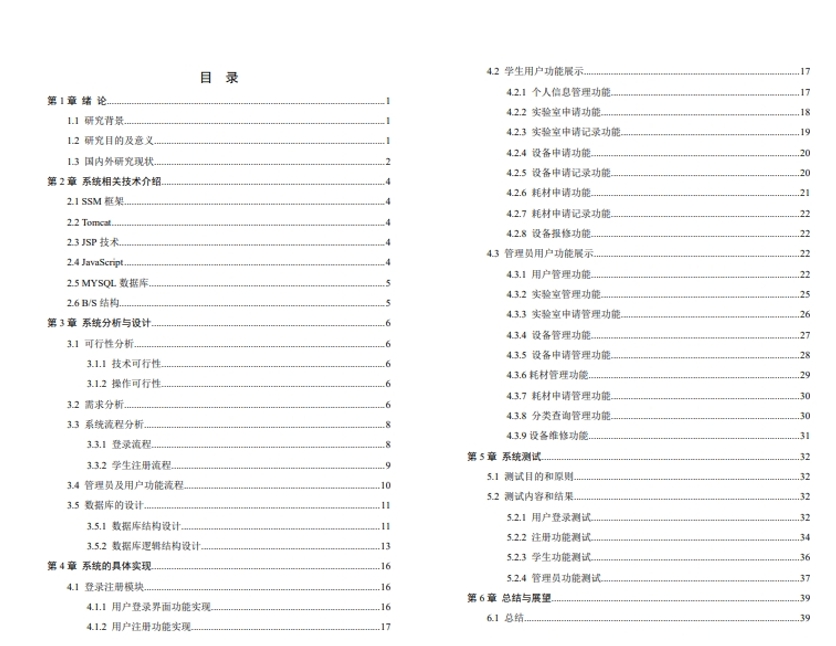 目 录
第 1 章 绪 论 1
1.1 研究背景 1
1.2 研究目的及意义 1
1.3 国内外研究现状 2
第 2 章 系统相关技术介绍 4
2.1 SSM 框架 4
2.2 Tomcat 4
2.3 JSP 技术 4
2.4 JavaScript 4
2.5 MYSQL 数据库 5
2.6 B/S 结构 5
第 3 章 系统分析与设计 6
3.1 可行性分析 6
3.1.1 技术可行性 6
3.1.2 操作可行性 6
3.2 需求分析 6
3.3 系统流程分析 8
3.3.1 登录流程 8
3.3.2 学生注册流程 9
3.4 管理员及用户功能流程 10
3.5 数据库的设计 11
3.5.1 数据库结构设计 11
3.5.2 数据库逻辑结构设计 13
第 4 章 系统的具体实现 16
4.1 登录注册模块 16
4.1.1 用户登录界面功能实现 16
4.1.2 用户注册功能实现 17
4.2 学生用户功能展示 17
4.2.1 个人信息管理功能 17
4.2.2 实验室申请功能 18
4.2.3 实验室申请记录功能 19
4.2.4 设备申请功能 20
4.2.5 设备申请记录功能 20
4.2.6 耗材申请功能 21
4.2.7 耗材申请记录功能 22
4.2.8 设备报修功能 22
4.3 管理员用户功能展示 22
4.3.1 用户管理功能 22
4.3.2 实验室管理功能 25
4.3.3 实验室申请管理功能 26
4.3.4 设备管理功能 27
4.3.5 设备申请管理功能 28
4.3.6 耗材管理功能 29
4.3.7 耗材申请管理功能 30
4.3.8 分类查询管理功能 30
4.3.9 设备维修功能 31
第 5 章 系统测试 32
5.1 测试目的和原则 32
5.2 测试内容和结果 32
5.2.1 用户登录测试 32
5.2.2 注册功能测试 34
5.2.3 学生功能测试 36
5.2.4 管理员功能测试 37
第 6 章 总结与展望 39
6.1 总结 39